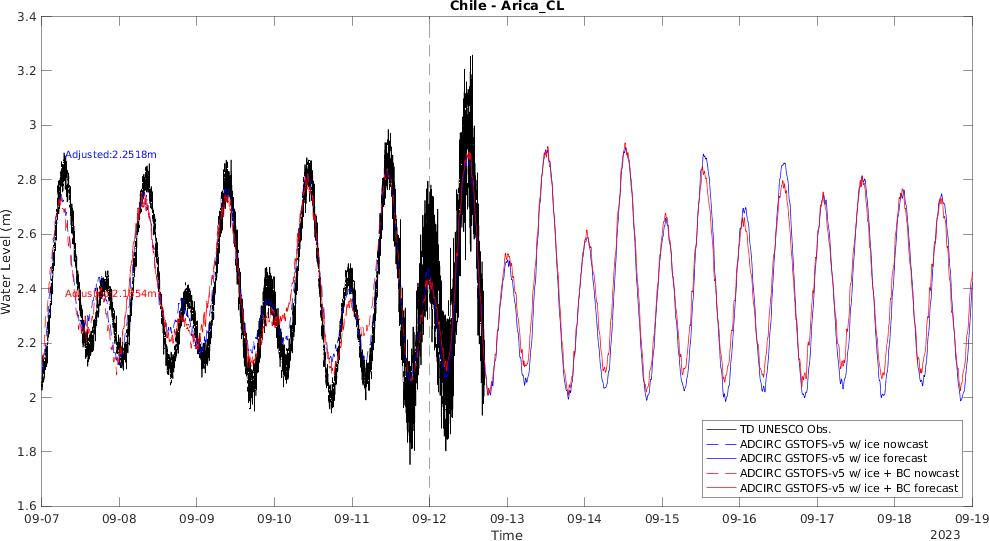 Chile - Arica_CL
3.4
3.2
3
2.8
2.6
2.4
2.2
2
1.8
1.6
Water Level (m)
Adjusted:2.2518m
TD UNESCO Obs.
ADCIRC GSTOFS-v5 w/ ice nowcast
ADCIRC GSTOFS-v5 w/ ice forecast
ADCIRC GSTOFS-v5 w/ ice + BC nowcast
ADCIRC GSTOFS-v5 w/ ice + BC forecast
09-07 09-08 09-09 09-10 09-11 09-12 09-13 09-14 09-15 09-16 09-17 09-18 09-19
Time
2023